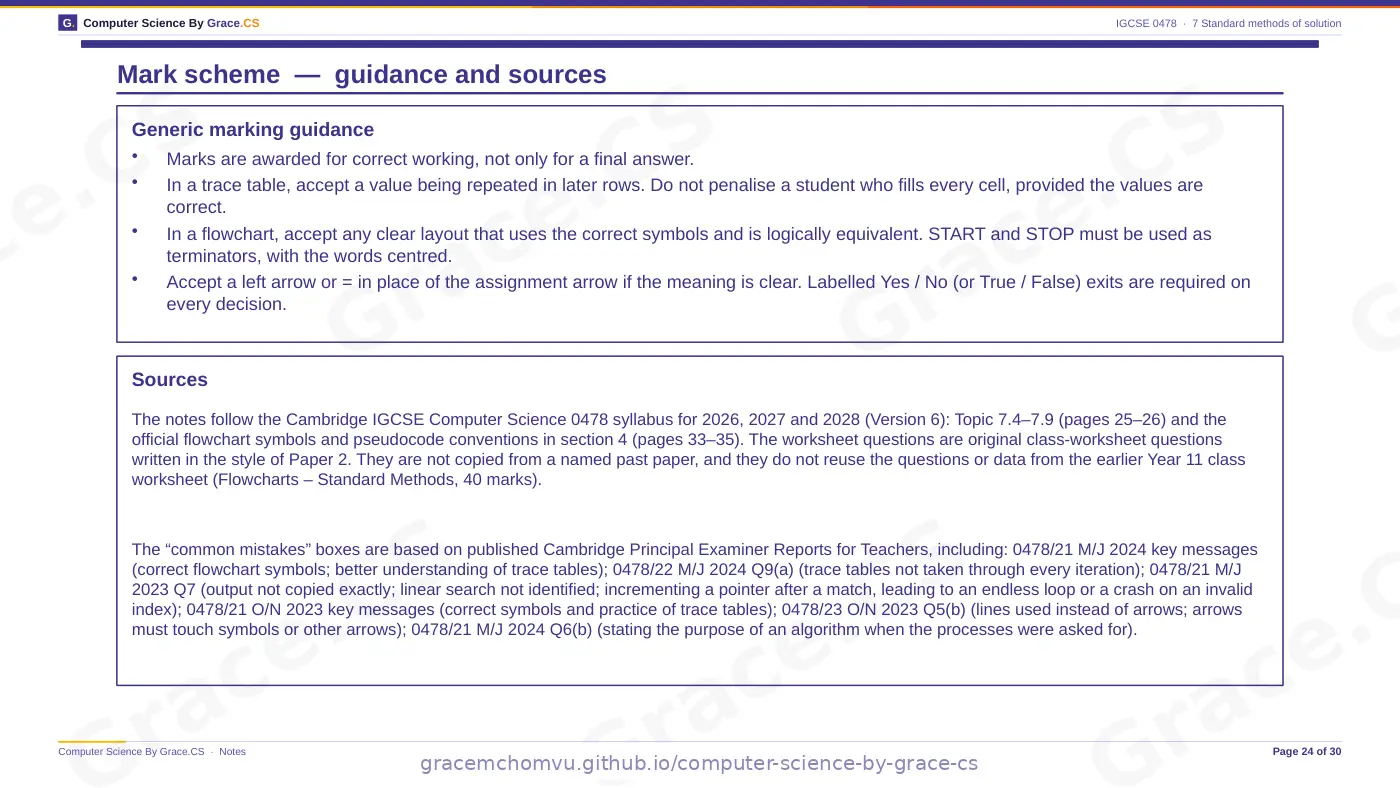 G. Computer Science By Grace.CS
IGCSE 0478 · 7 Standard methods of solution
Mark scheme — guidance and sources
Generic marking guidance
• Marks are awarded for correct working, not only for a final answer.
• In a trace table, accept a value being repeated in later rows. Do not penalise a student who fills every cell, provided the values are
correct.
• In a flowchart, accept any clear layout that uses the correct symbols and is logically equivalent. START and STOP must be used as
terminators, with the words centred.
• Accept a left arrow or = in place of the assignment arrow if the meaning is clear. Labelled Yes / No (or True / False) exits are required on
every decision.
Sources
The notes follow the Cambridge IGCSE Computer Science 0478 syllabus for 2026, 2027 and 2028 (Version 6): Topic 7.4–7.9 (pages 25–26) and the
official flowchart symbols and pseudocode conventions in section 4 (pages 33–35). The worksheet questions are original class-worksheet questions
written in the style of Paper 2. They are not copied from a named past paper, and they do not reuse the questions or data from the earlier Year 11 class
worksheet (Flowcharts – Standard Methods, 40 marks).
The “common mistakes” boxes are based on published Cambridge Principal Examiner Reports for Teachers, including: 0478/21 M/J 2024 key messages
(correct flowchart symbols; better understanding of trace tables); 0478/22 M/J 2024 Q9(a) (trace tables not taken through every iteration); 0478/21 M/J
2023 Q7 (output not copied exactly; linear search not identified; incrementing a pointer after a match, leading to an endless loop or a crash on an invalid
index); 0478/21 O/N 2023 key messages (correct symbols and practice of trace tables); 0478/23 O/N 2023 Q5(b) (lines used instead of arrows; arrows
must touch symbols or other arrows); 0478/21 M/J 2024 Q6(b) (stating the purpose of an algorithm when the processes were asked for).
Computer Science By Grace.CS · Notes
Page 24 of 30
gracemchomvu.github.io/computer-science-by-grace-cs
Grace.CS
Grace.CS
Grace.CS
Grace.CS
Grace.CS
Grace.CS